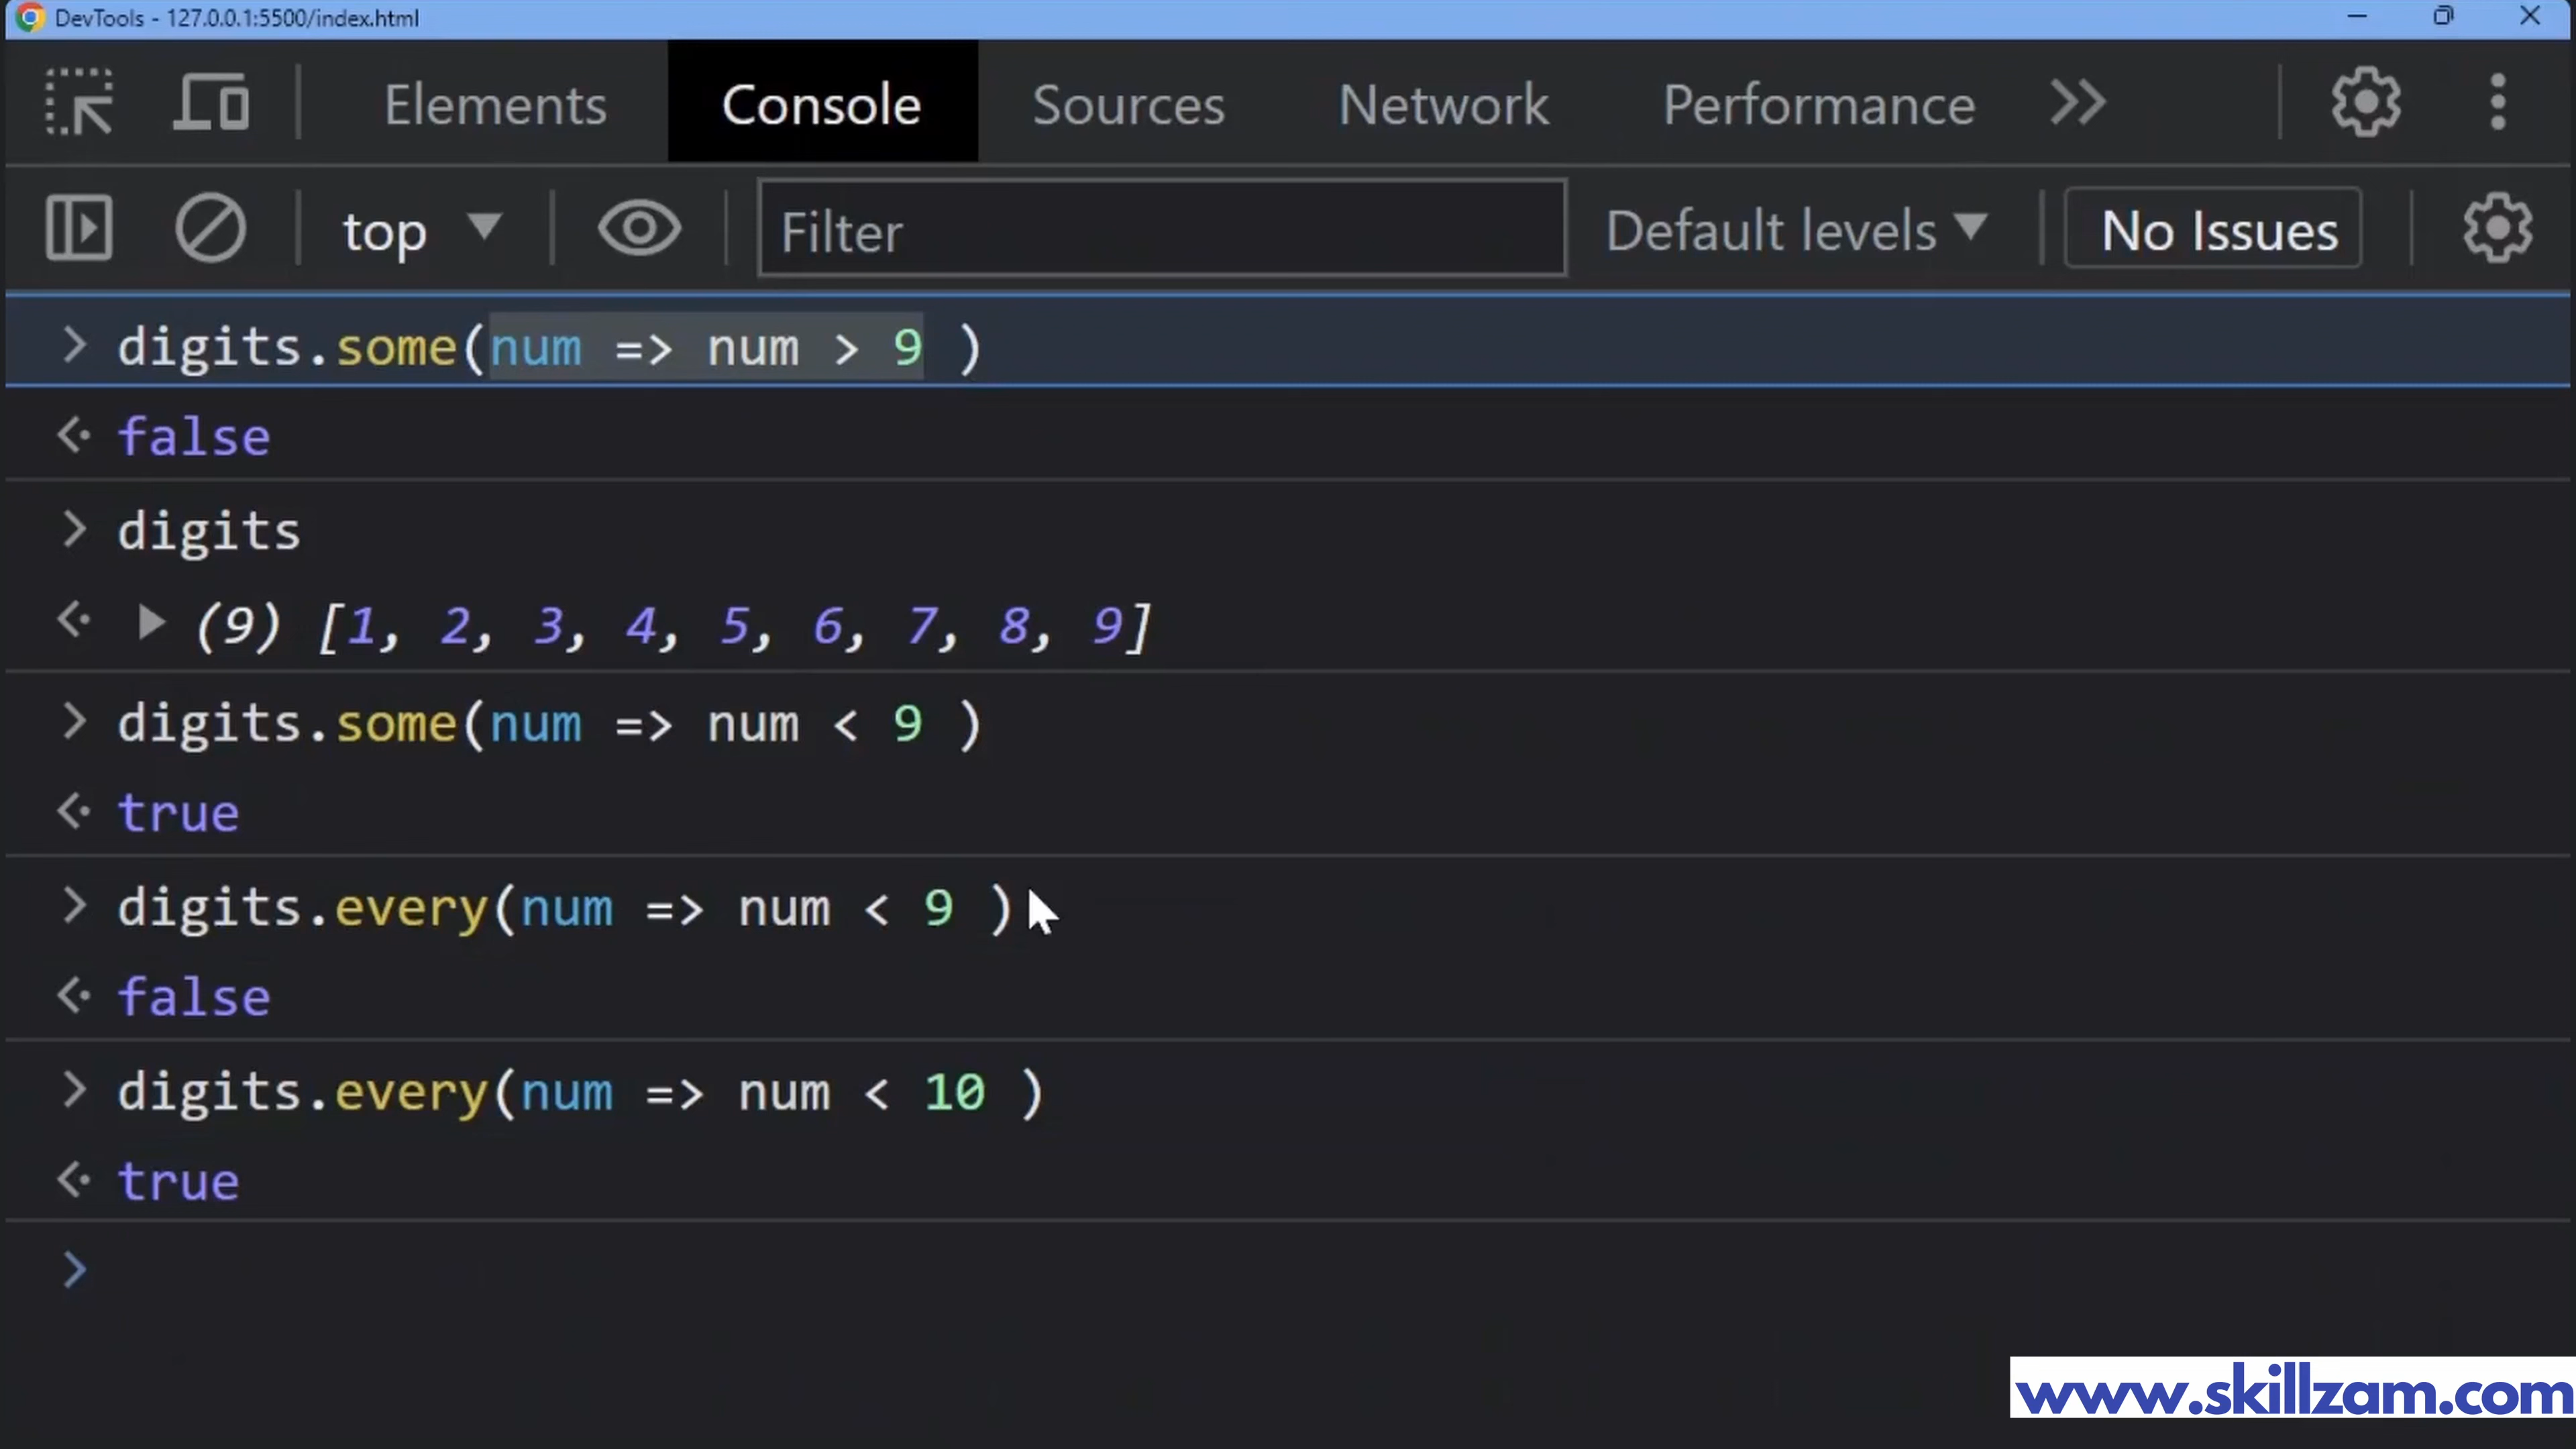 DevTools - 127.0.0.1:5500/index.html
Elements Console Sources Network Performance
top Filter Default levels No Issues
digits.some(num => num > 9 )
false
digits
(9) [1, 2, 3, 4, 5, 6, 7, 8, 9]
digits.some(num => num < 9 )
true
digits.every(num => num < 9 )
false
digits.every(num => num < 10 )
true
www.skillzam.com